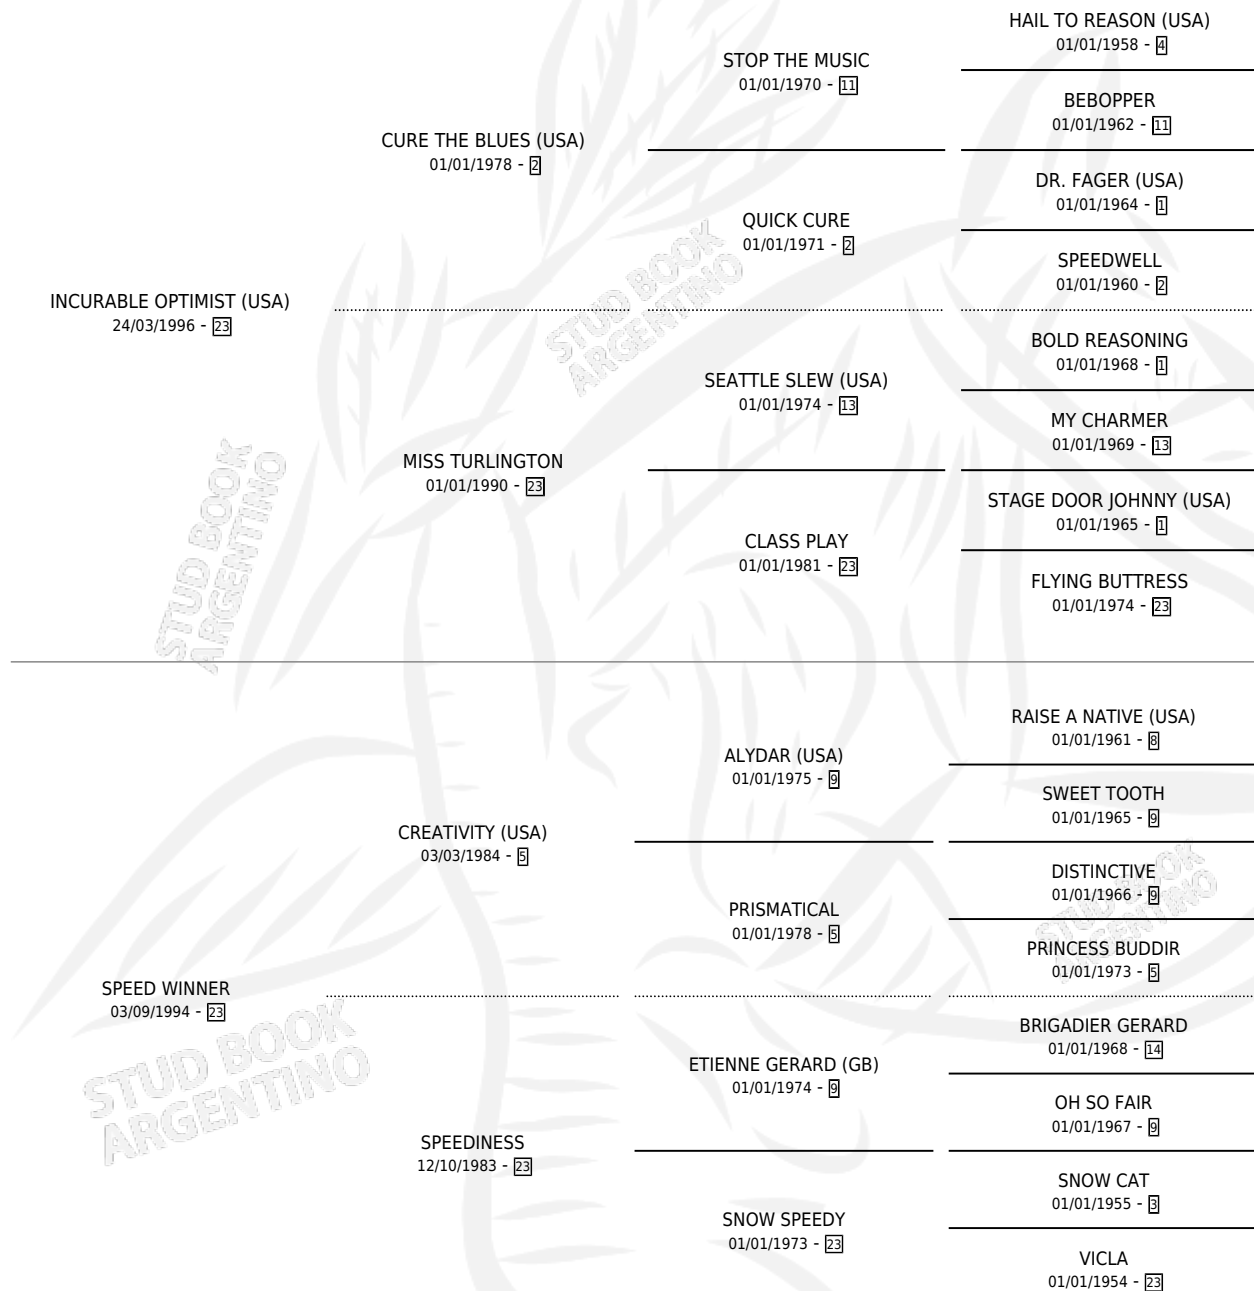 HAIL TO REASON (USA)
01/01/1958 - 4
STOP THE MUSIC
01/01/1970 - 11
BEBOPPER
01/01/1962 - 11
CURE THE BLUES (USA)
01/01/1978 - 2
DR. FAGER (USA)
01/01/1964 - 1
QUICK CURE
01/01/1971 - 2
SPEEDWELL
01/01/1960 - 2
INCURABLE OPTIMIST (USA)
24/03/1996 - 23
BOLD REASONING
01/01/1968 - 1
SEATTLE SLEW (USA)
01/01/1974 - 13
MY CHARMER
01/01/1969 - 13
MISS TURLINGTON
01/01/1990 - 23
STAGE DOOR JOHNNY (USA)
01/01/1965 - 1
CLASS PLAY
01/01/1981 - 23
FLYING BUTTRESS
01/01/1974 - 23
STUD BOOK
ARGENTINO
STUD BOOK
ARGENTINO
RAISE A NATIVE (USA)
01/01/1961 - 8
ALYDAR (USA)
01/01/1975 - 9
SWEET TOOTH
01/01/1965 - 9
CREATIVITY (USA)
03/03/1984 - 5
DISTINCTIVE
01/01/1966 - 9
PRISMATICAL
01/01/1978 - 5
PRINCESS BUDDIR
01/01/1973 - 5
SPEED WINNER
03/09/1994 - 23
BRIGADIER GERARD
01/01/1968 - 14
ETIENNE GERARD (GB)
01/01/1974 - 9
OH SO FAIR
01/01/1967 - 9
SPEEDINESS
12/10/1983 - 23
SNOW CAT
01/01/1955 - 3
SNOW SPEEDY
01/01/1973 - 23
VICLA
01/01/1954 - 23
STUD BOOK
ARGENTINO
STUD BOOK
ARGENTINO